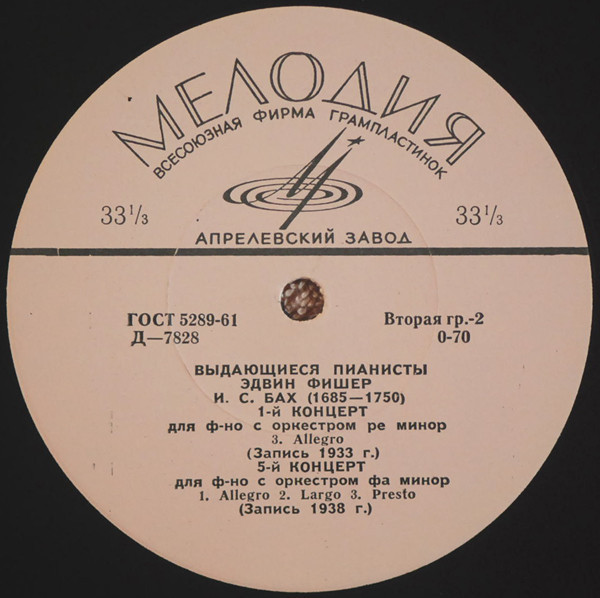 МЕЛОДИЯ
ВСЕСОЮЗНАЯ ФИРМА ГРАМПЛАСТИНОК
33⅓ 33⅓
АПРЕЛЕВСКИЙ ЗАВОД
ГОСТ 5289-61 Вторая гр.-2
Д—7828 0-70
ВЫДАЮЩИЕСЯ ПИАНИСТЫ
ЭДВИН ФИШЕР
И. С. БАХ (1685—1750)
1-й КОНЦЕРТ
для ф-но с оркестром ре минор
3. Allegro
(Запись 1933 г.)
5-й КОНЦЕРТ
для ф-но с оркестром фа минор
1. Allegro 2. Largo 3. Presto
(Запись 1938 г.)